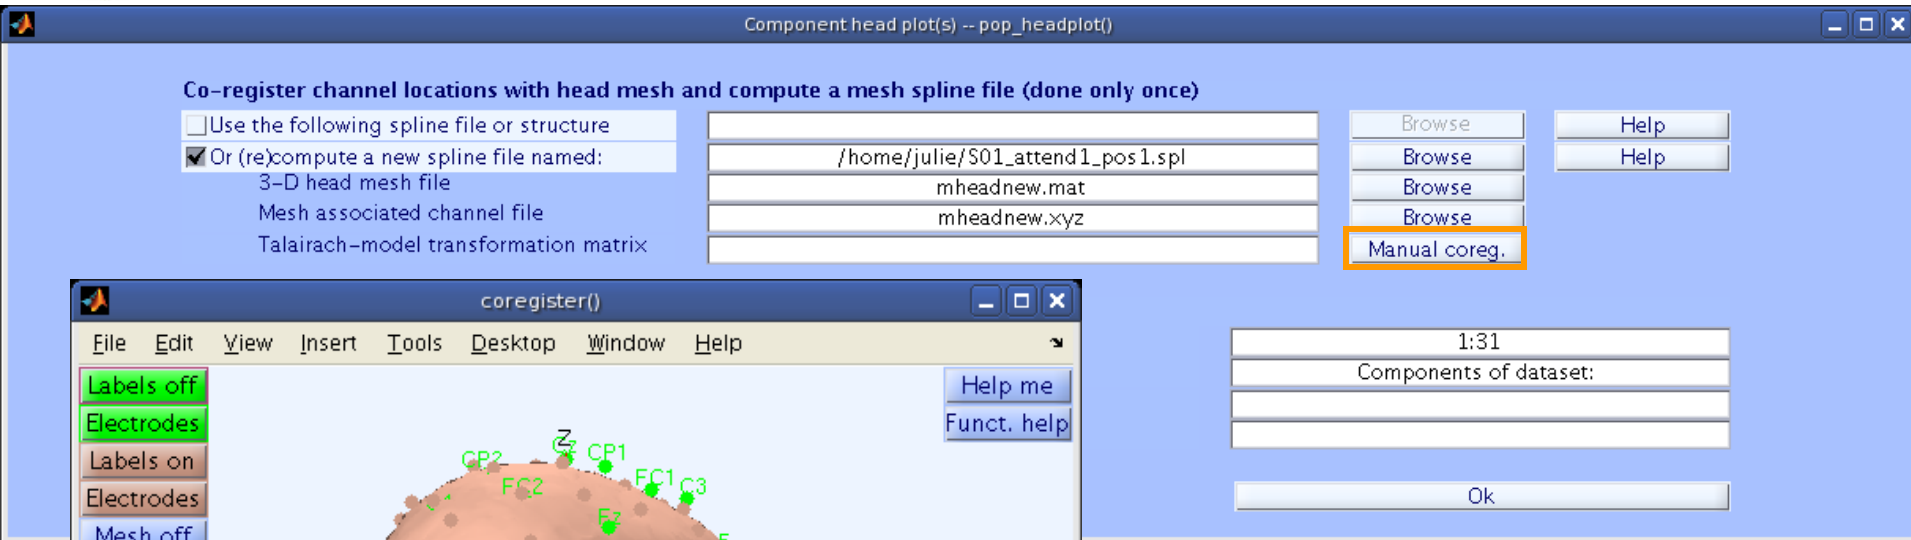 Component head plot(s) -- pop_headplot()
Co-register channel locations with head mesh and compute a mesh spline file (done only once)
Use the following spline file or structure Browse Help
Or (re)compute a new spline file named: /home/julie/S01_attend1_pos1.spl Browse Help
3-D head mesh file mheadnew.mat Browse
Mesh associated channel file mheadnew.xyz Browse
Talairach-model transformation matrix Manual coreg.
coregister()
File Edit View Insert Tools Desktop Window Help
Labels off
Electrodes
Labels on
Electrodes
Mesh off
Help me
Funct. help
Z
Cz
CP1
CP2
FC2
FC1
C3
Fz
1:31
Components of dataset:
Ok